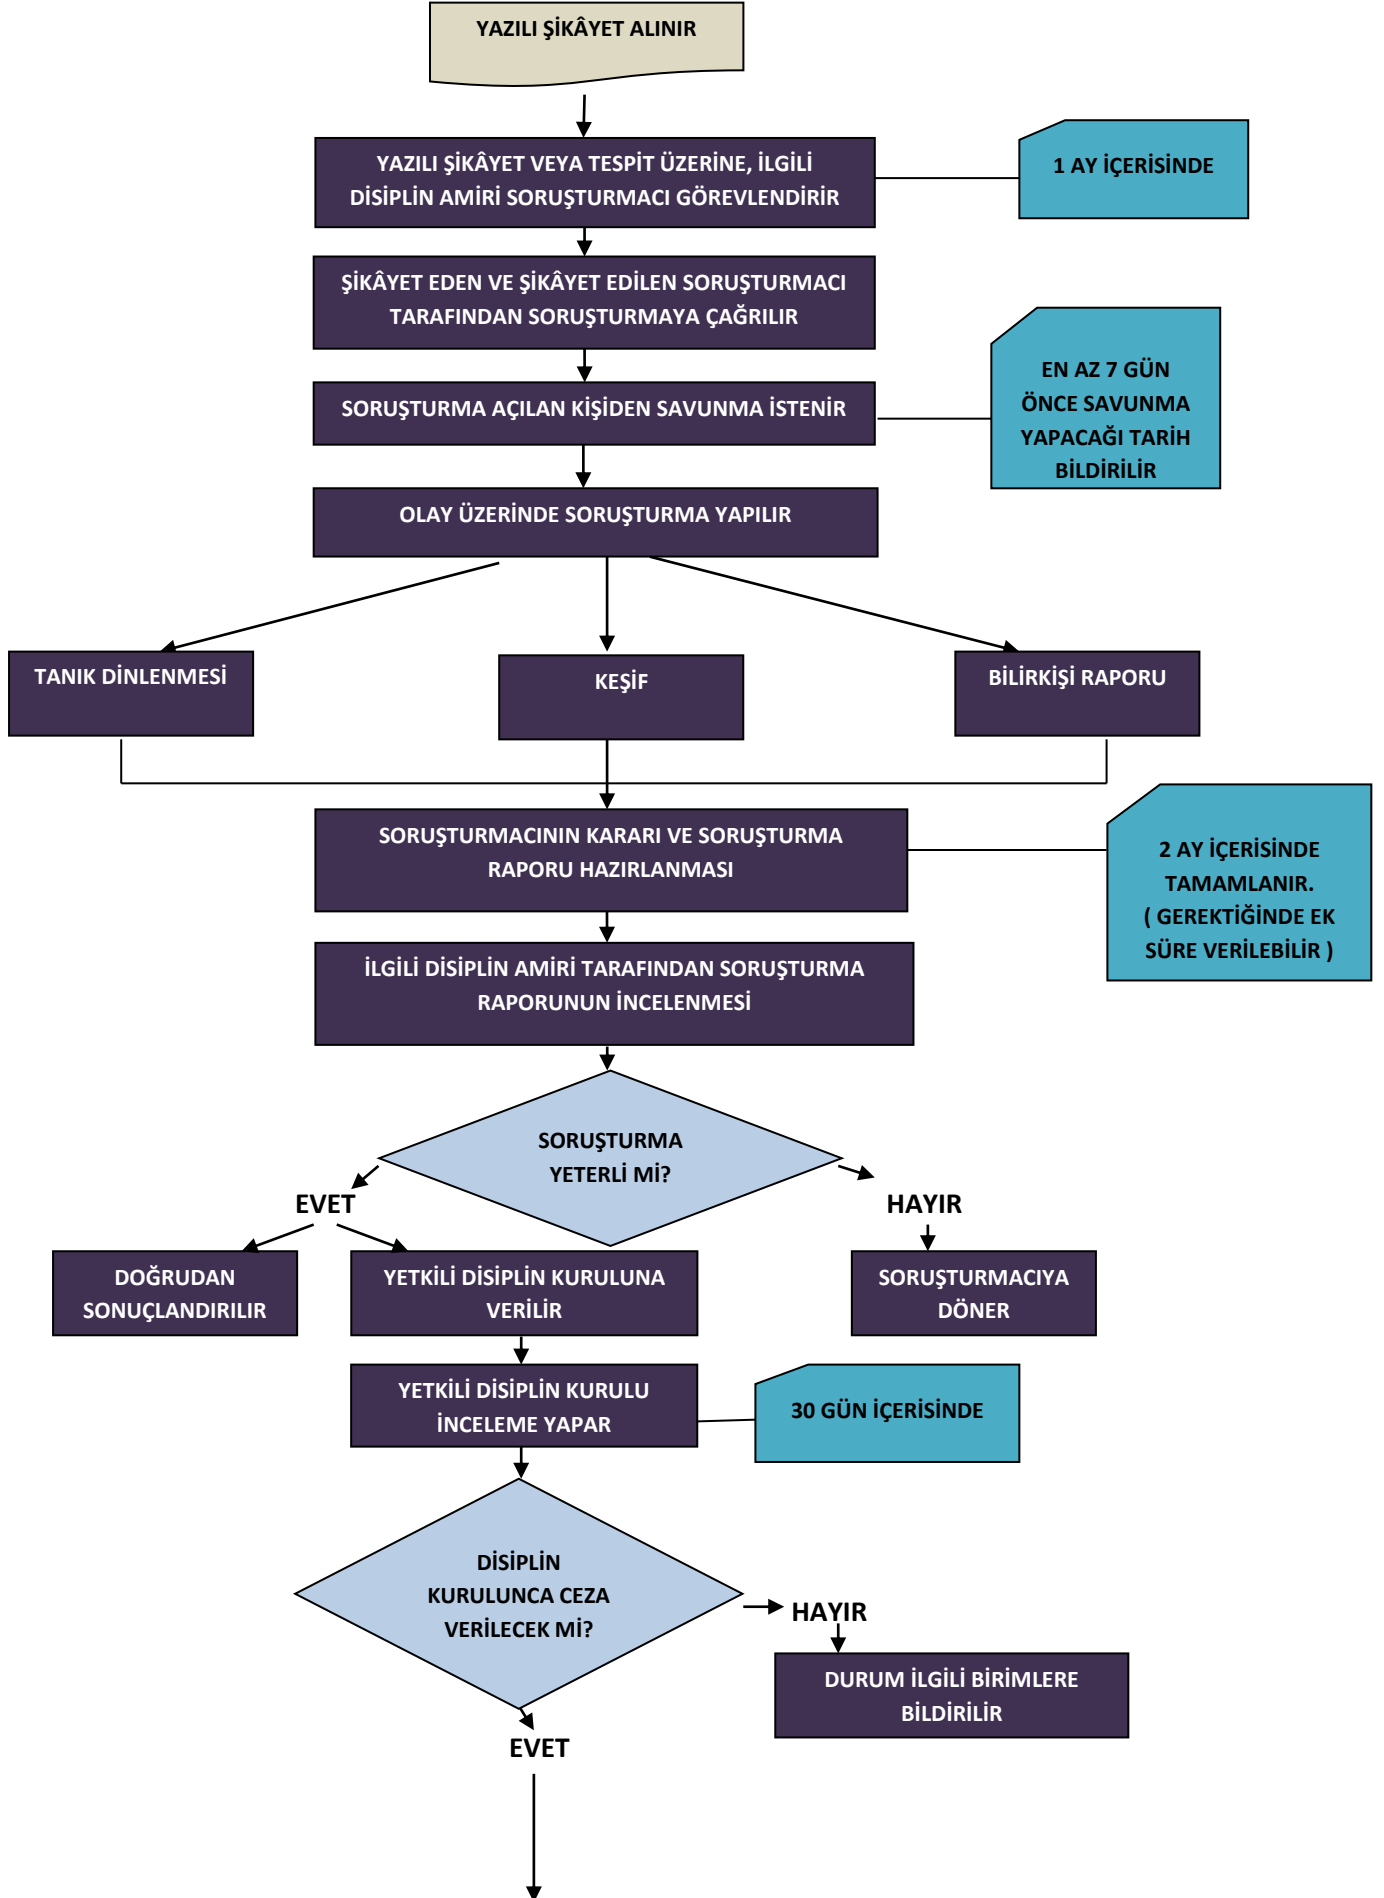 YAZILI ŞİKÂYET ALINIR
YAZILI ŞİKÂYET VEYA TESPİT ÜZERİNE, İLGİLİ
DİSİPLİN AMİRİ SORUŞTURMACI GÖREVLENDİRİR
1 AY İÇERİSİNDE
ŞİKÂYET EDEN VE ŞİKÂYET EDİLEN SORUŞTURMACI
TARAFINDAN SORUŞTURMAYA ÇAĞRILIR
SORUŞTURMA AÇILAN KİŞİDEN SAVUNMA İSTENİR
EN AZ 7 GÜN
ÖNCE SAVUNMA
YAPACAĞI TARİH
BİLDİRİLİR
OLAY ÜZERİNDE SORUŞTURMA YAPILIR
TANIK DİNLENMESİ
KEŞİF
BİLİRKİŞİ RAPORU
SORUŞTURMACININ KARARI VE SORUŞTURMA
RAPORU HAZIRLANMASI
2 AY İÇERİSİNDE
TAMAMLANIR.
( GEREKTİĞİNDE EK
SÜRE VERİLEBİLİR )
İLGİLİ DİSİPLİN AMİRİ TARAFINDAN SORUŞTURMA
RAPORUNUN İNCELENMESİ
SORUŞTURMA
YETERLİ Mİ?
EVET
HAYIR
DOĞRUDAN
SONUÇLANDIRILIR
YETKİLİ DİSİPLİN KURULUNA
VERİLİR
SORUŞTURMACIYA
DÖNER
YETKİLİ DİSİPLİN KURULU
İNCELEME YAPAR
30 GÜN İÇERİSİNDE
DİSİPLİN
KURULUNCA CEZA
VERİLECEK Mİ?
HAYIR
DURUM İLGİLİ BİRİMLERE
BİLDİRİLİR
EVET